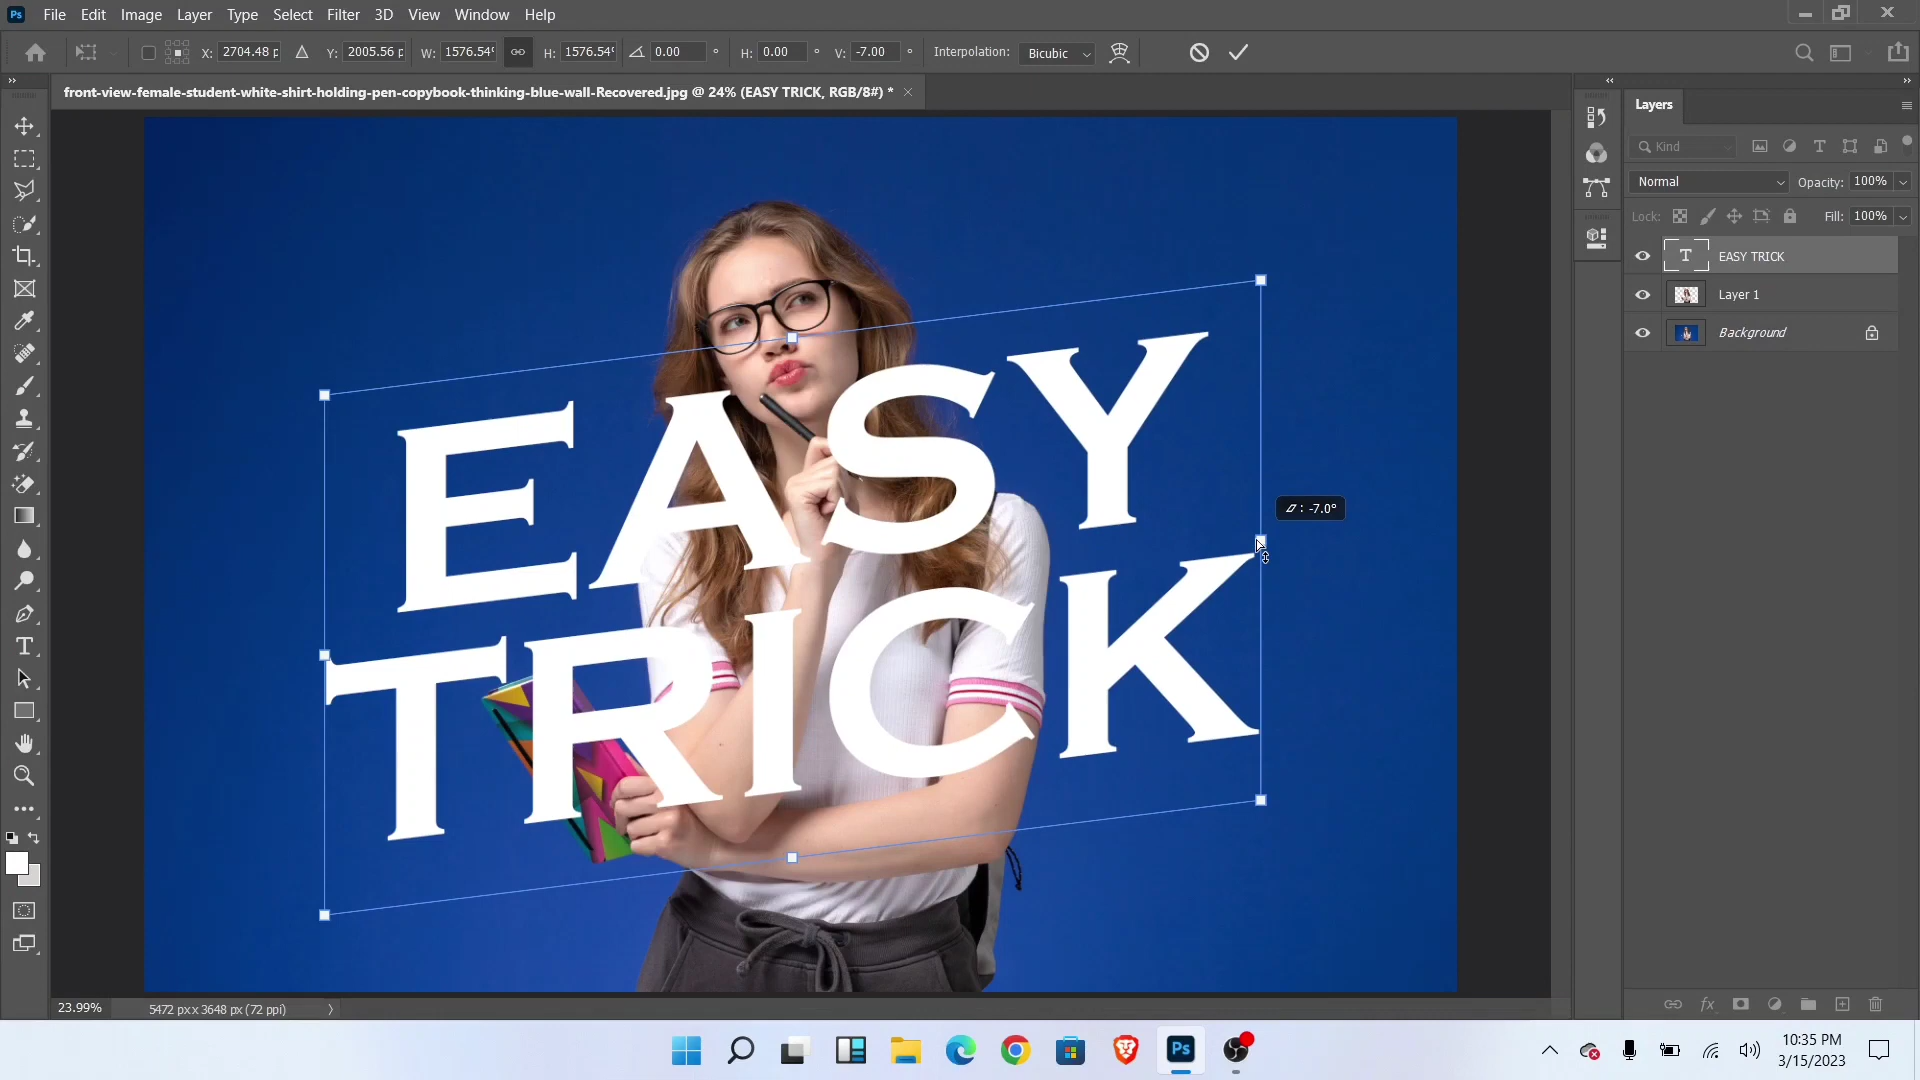 Ps File Edit Image Layer Type Select Filter 3D View Window Help
X: 2704.48 p Y: 2005.56 p W: 1576.54 H: 1576.54 0.00 ° H: 0.00 ° V: -7.00 ° Interpolation: Bicubic
front-view-female-student-white-shirt-holding-pen-copybook-thinking-blue-wall-Recovered.jpg @ 24% (EASY TRICK, RGB/8#) *
Layers
Kind
Normal Opacity: 100%
Lock: Fill: 100%
T EASY TRICK
Layer 1
Background
EASY
TRICK
: -7.0°
23.99% 5472 px x 3648 px (72 ppi)
Ps
10:35 PM
3/15/2023